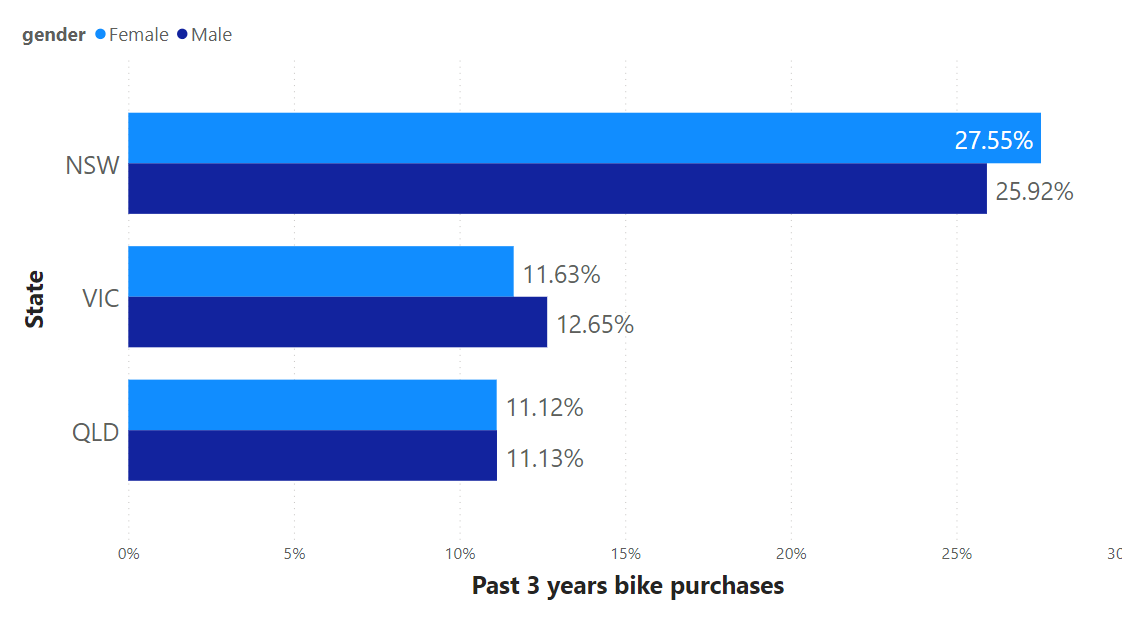 gender Female Male
27.55%
NSW
25.92%
11.63%
VIC
12.65%
State
11.12%
QLD
11.13%
0% 5% 10% 15% 20% 25% 30
Past 3 years bike purchases